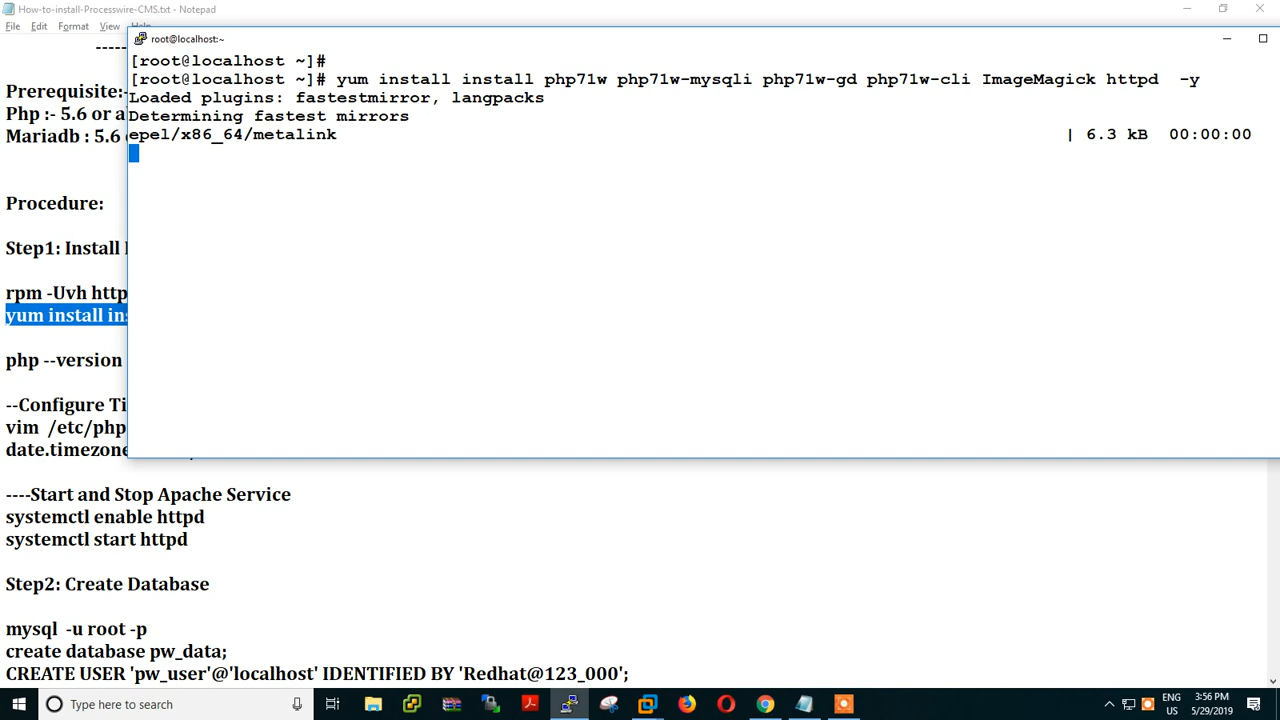 How-to-install-Processwire-CMS.txt - Notepad
File Edit Format View Help
root@localhost:~
[root@localhost ~]#
[root@localhost ~]# yum install install php71w php71w-mysqli php71w-gd php71w-cli ImageMagick httpd -y
Loaded plugins: fastestmirror, langpacks
Determining fastest mirrors
epel/x86_64/metalink | 6.3 kB 00:00:00
Prerequisite:-
Php :- 5.6 or a
Mariadb : 5.6
Procedure:
Step1: Install
rpm -Uvh http
yum install ins
php --version
--Configure Ti
vim /etc/php
date.timezone
----Start and Stop Apache Service
systemctl enable httpd
systemctl start httpd
Step2: Create Database
mysql -u root -p
create database pw_data;
CREATE USER 'pw_user'@'localhost' IDENTIFIED BY 'Redhat@123_000';
Type here to search
ENG
US
3:56 PM
5/29/2019